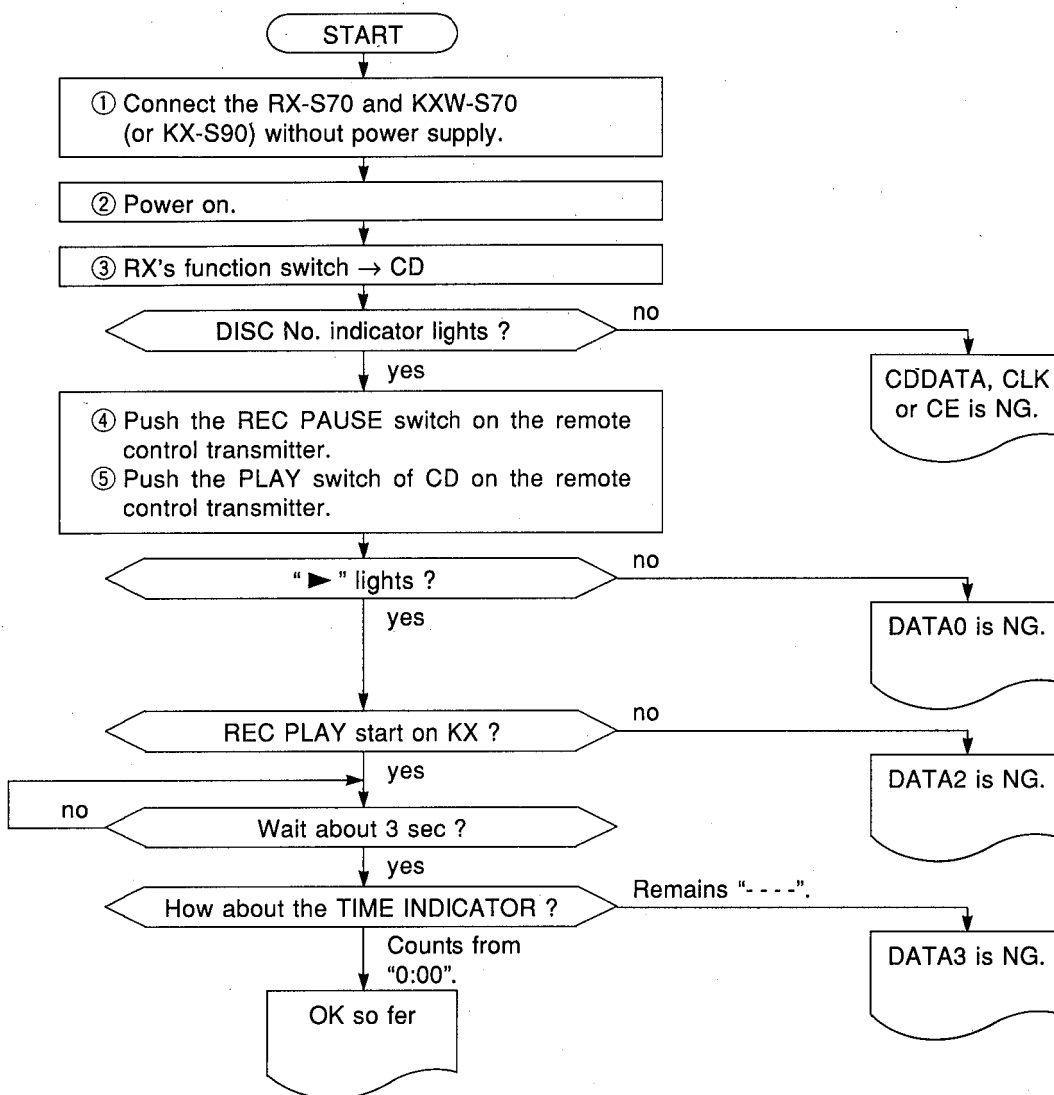 START
① Connect the RX-S70 and KXW-S70
(or KX-S90) without power supply.
② Power on.
③ RX's function switch → CD
DISC No. indicator lights ?
no
yes
CDDATA, CLK
or CE is NG.
④ Push the REC PAUSE switch on the remote
control transmitter.
⑤ Push the PLAY switch of CD on the remote
control transmitter.
“ ► ” lights ?
no
yes
DATA0 is NG.
REC PLAY start on KX ?
no
yes
DATA2 is NG.
no
Wait about 3 sec ?
yes
How about the TIME INDICATOR ?
Remains “- - - -”.
Counts from
“0:00”.
DATA3 is NG.
OK so fer